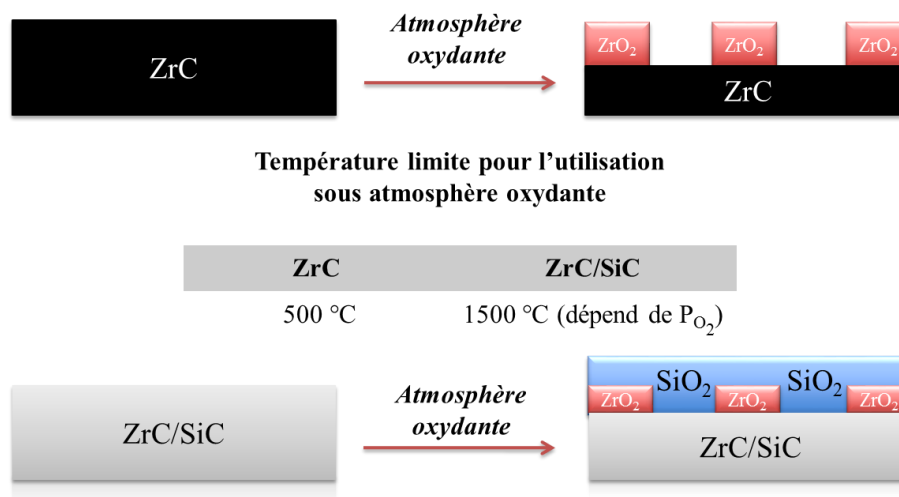 Atmosphère
oxydante
ZrC
ZrO₂ ZrO₂ ZrO₂
ZrC
Température limite pour l'utilisation
sous atmosphère oxydante
ZrC ZrC/SiC
500 °C 1500 °C (dépend de P_O₂)
Atmosphère
oxydante
ZrC/SiC
SiO₂ SiO₂
ZrO₂ ZrO₂ ZrO₂
ZrC/SiC